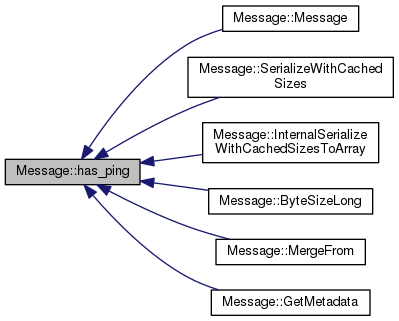 Message::Message
Message::SerializeWithCached
Sizes
Message::InternalSerialize
WithCachedSizesToArray
Message::has_ping
Message::ByteSizeLong
Message::MergeFrom
Message::GetMetadata